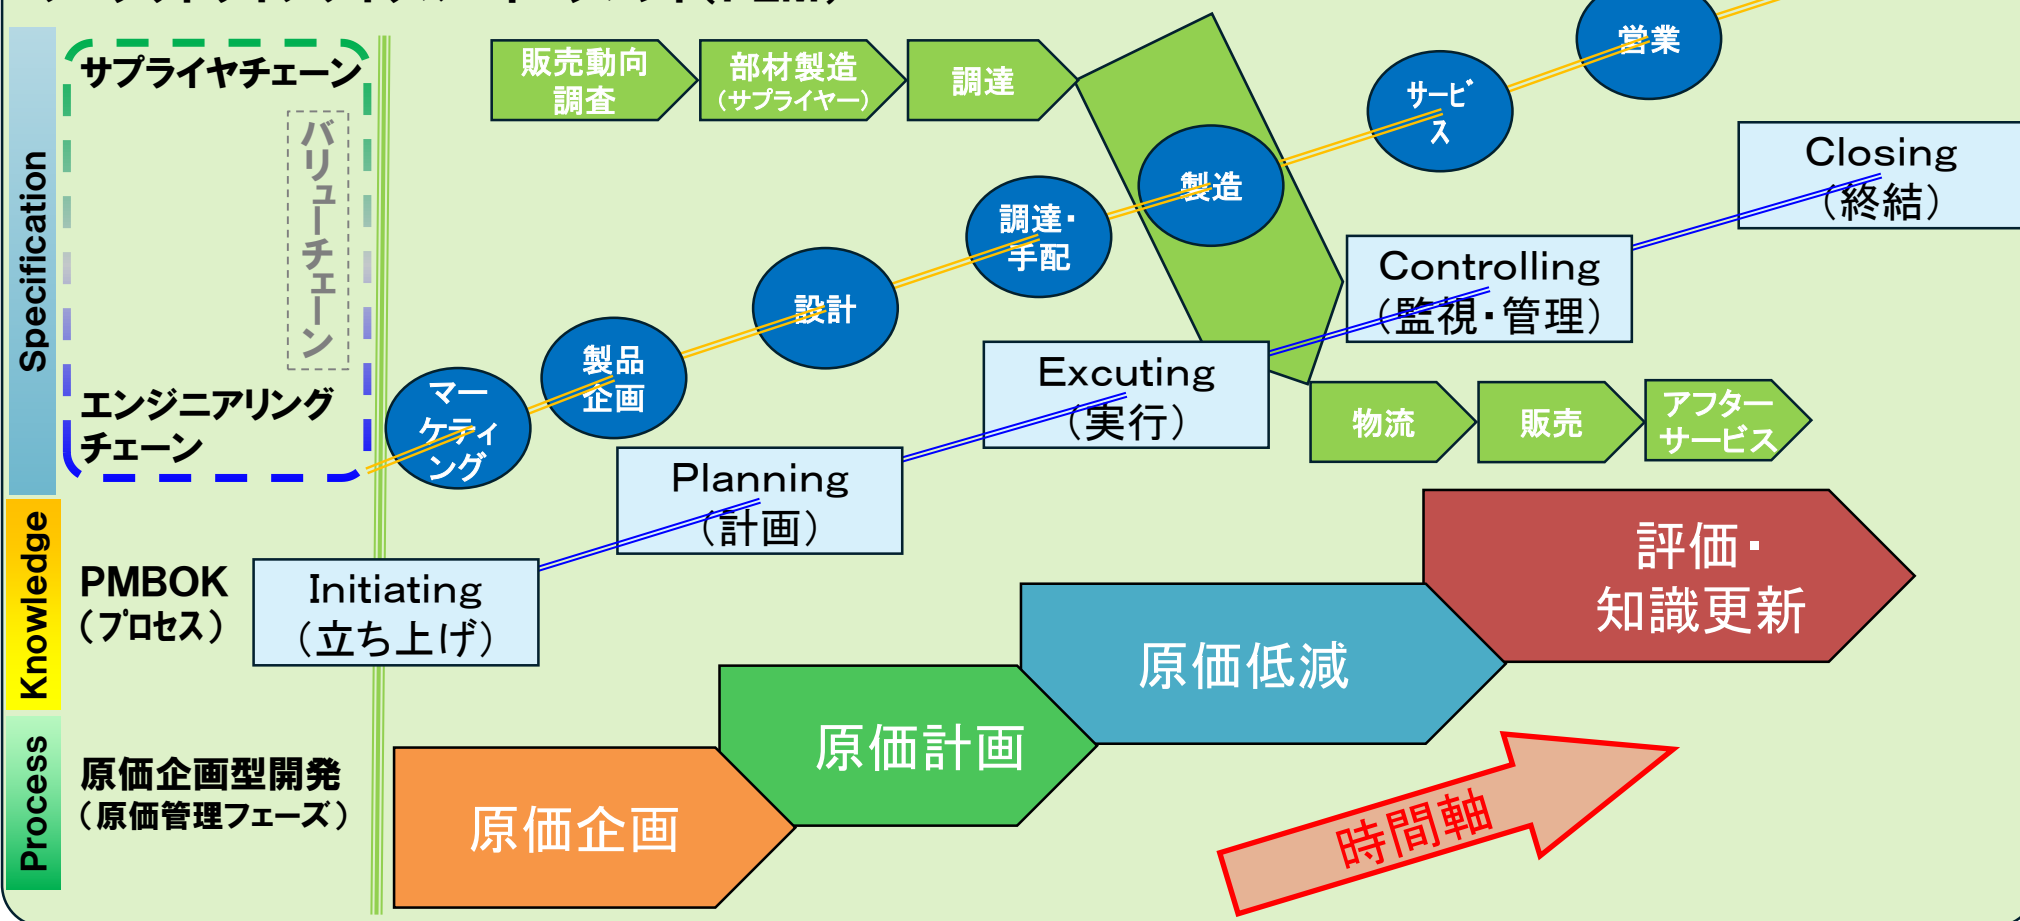 Specification
サプライヤチェーン
バリューチェーン
エンジニアリング
チェーン
販売動向
調査
部材製造
（サプライヤー）
調達
マー
ケティ
ング
製品
企画
設計
調達・
手配
製造
サービ
ス
営業
物流
販売
アフター
サービス
Knowledge
PMBOK
（プロセス）
Initiating
（立ち上げ）
Planning
（計画）
Excuting
（実行）
Controlling
（監視・管理）
Closing
（終結）
Process
原価企画型開発
（原価管理フェーズ）
原価企画
原価計画
原価低減
評価・
知識更新
時間軸